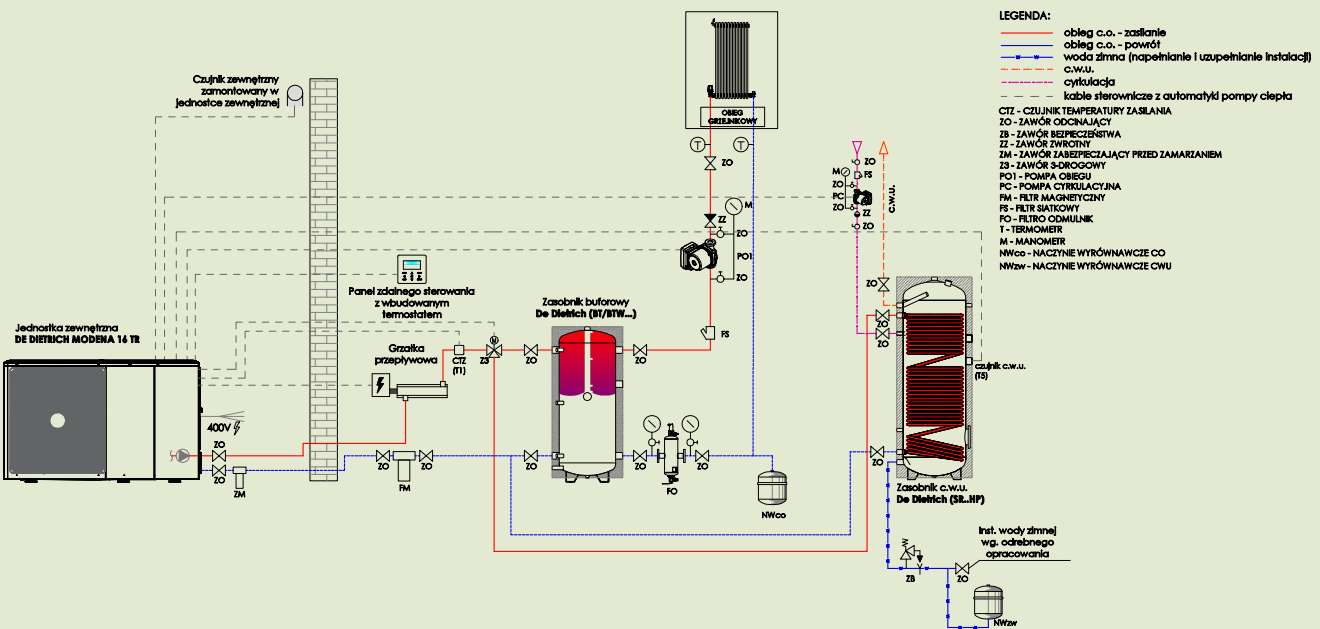 LEGENDA:
obieg c.o. - zasilanie
obieg c.o. - powrót
woda zimna (napełnianie i uzupełnianie instalacji)
c.w.u.
cyrkulacja
kable sterownicze z automatyki pompy ciepła
CTZ - CZUJNIK TEMPERATURY ZASILANIA
ZO - ZAWÓR ODCINAJĄCY
ZB - ZAWÓR BEZPIECZEŃSTWA
ZZ - ZAWÓR ZWROTNY
ZM - ZAWÓR ZABEZPIECZAJĄCY PRZED ZAMARZANIEM
Z3 - ZAWÓR 3-DROGOWY
PO1 - POMPA OBIEGU
PC - POMPA CYRKULACYJNA
FM - FILTR MAGNETYCZNY
FS - FILTR SIATKOWY
FO - FILTRO ODMULNIK
T - TERMOMETR
M - MANOMETR
NWco - NACZYNIE WYRÓWNAWCZE CO
NWzw - NACZYNIE WYRÓWNAWCZE CWU
Czujnik zewnętrzny
zamontowany w
jednostce zewnętrznej
OBIEG
GRZEJNIKOWY
T
T
ZO
ZZ
M
ZO
PO1
ZO
FS
ZO
FS
M
ZO
PC
ZO
ZZ
ZO
c.w.u.
ZO
ZO
ZO
czujnik c.w.u.
(T5)
ZO
Zasobnik c.w.u.
De Dietrich (SR..HP)
Panel zdalnego sterowania
z wbudowanym
termostatem
Zasobnik buforowy
De Dietrich (BT/BTW...)
Jednostka zewnętrzna
DE DIETRICH MODENA 16 TR
Grzałka
przepływowa
CTZ
(T1)
M
Z3
ZO
ZO
400V
ZO
ZO
ZM
ZO
FM
ZO
ZO
ZO
FO
ZO
NWco
Inst. wody zimnej
wg. odrebnego
opracowania
ZB
ZO
NWzw